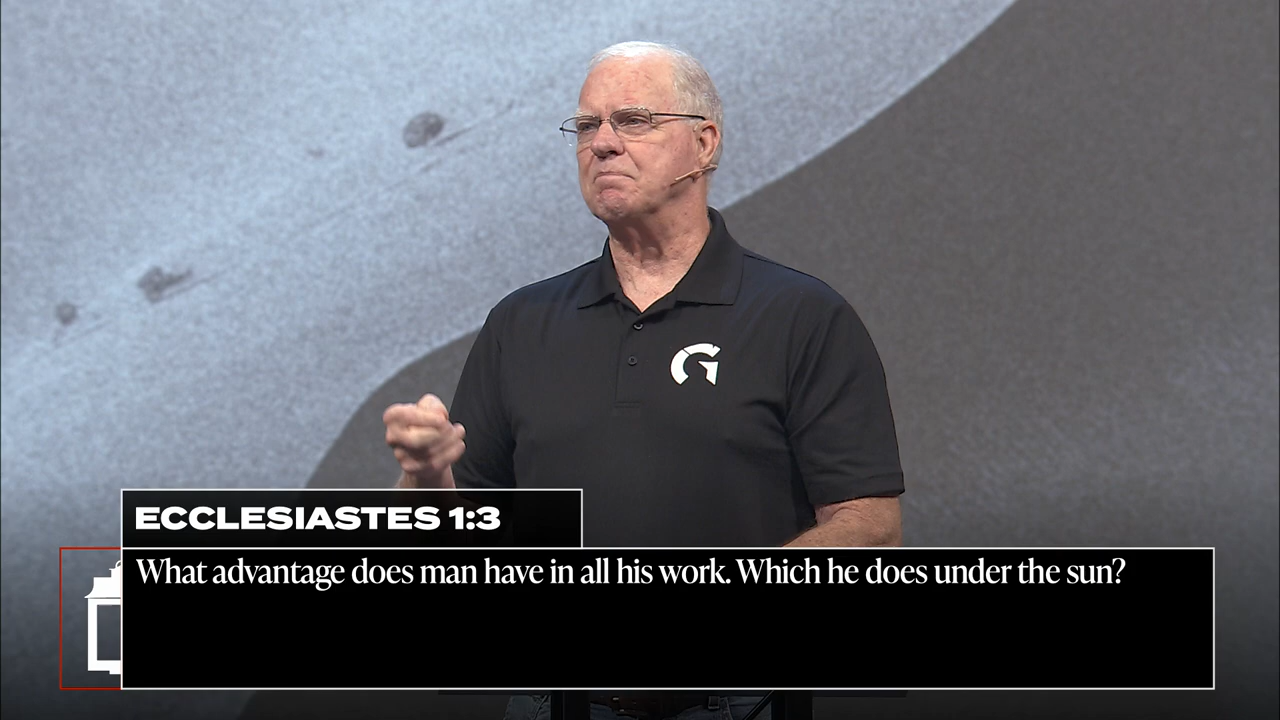 ECCLESIASTES 1:3
What advantage does man have in all his work. Which he does under the sun?